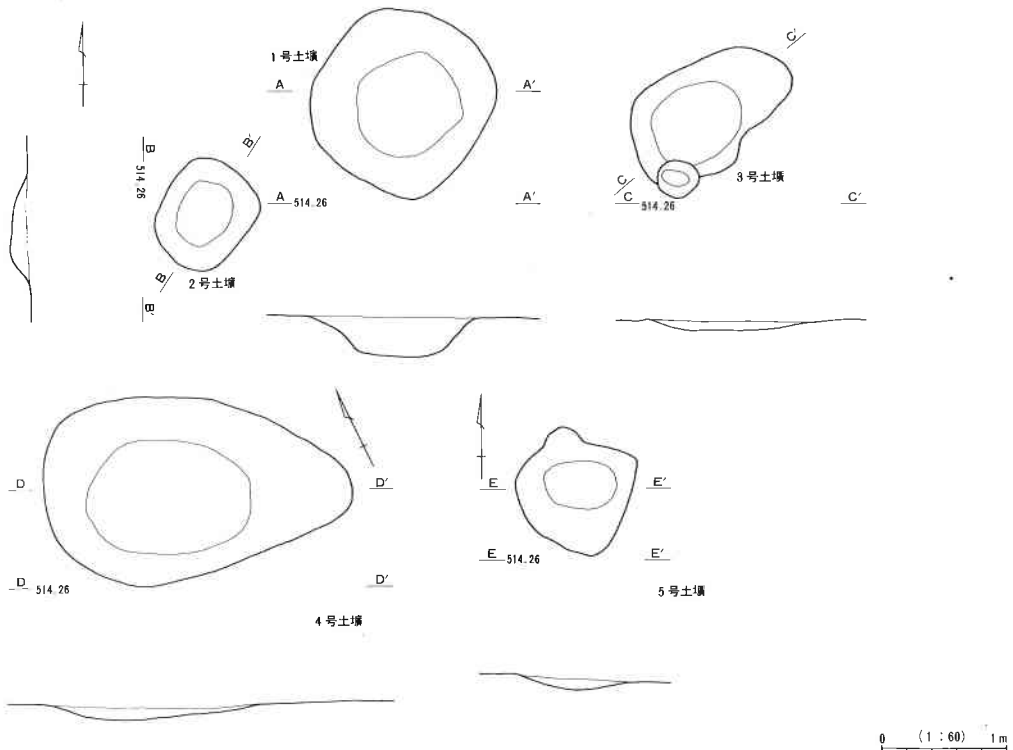 1号土壙
A
A'
A 514.26
A'
B
514.26
B'
B
2号土壙
B'
C'
3号土壙
C
C 514.26
C'
D
D'
D 514.26
D'
4号土壙
E
E'
E 514.26
E'
5号土壙
0 (1:60) 1m